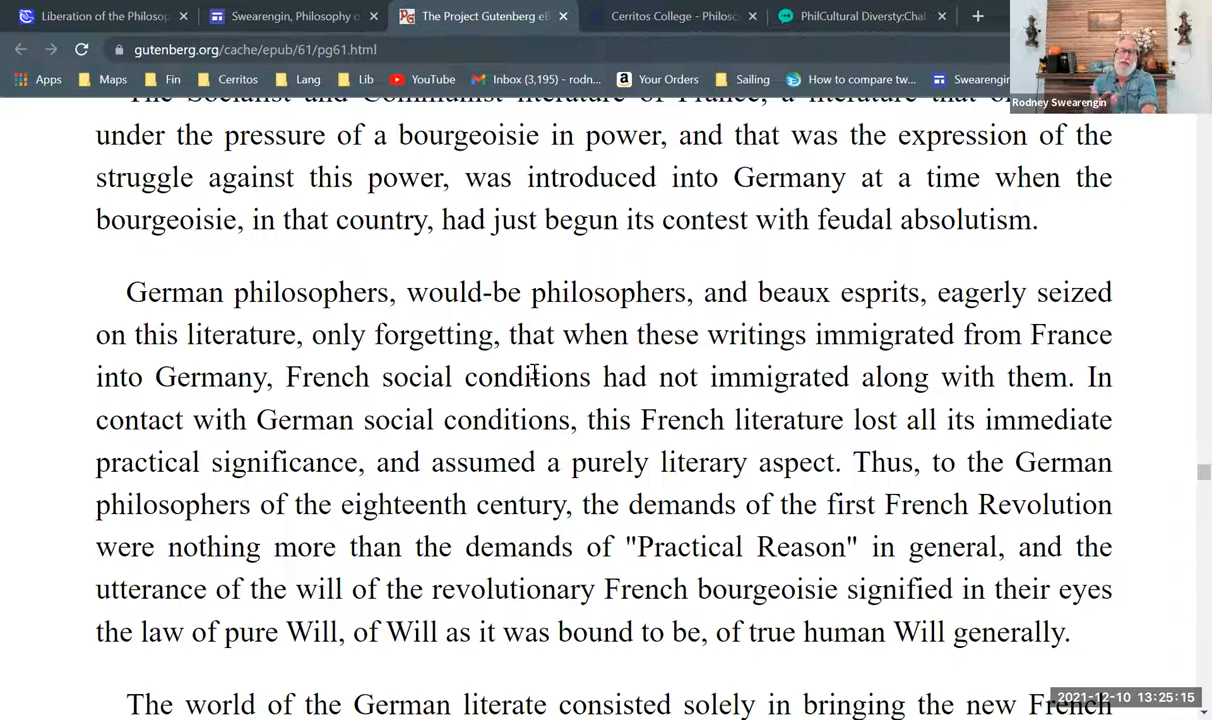 Liberation of the Philosop
Swearengin, Philosophy o
The Project Gutenberg eB
Cerritos College - Philosc
PhilCultural Diversty:Chal
gutenberg.org/cache/epub/61/pg61.html
Apps Maps Fin Cerritos Lang Lib YouTube Inbox (3,195) - rodn... Your Orders Sailing How to compare tw... Swearengin
Rodney Swearengin
The Socialist and Communist literature of France, a literature that
under the pressure of a bourgeoisie in power, and that was the expression of the
struggle against this power, was introduced into Germany at a time when the
bourgeoisie, in that country, had just begun its contest with feudal absolutism.
German philosophers, would-be philosophers, and beaux esprits, eagerly seized
on this literature, only forgetting, that when these writings immigrated from France
into Germany, French social conditions had not immigrated along with them. In
contact with German social conditions, this French literature lost all its immediate
practical significance, and assumed a purely literary aspect. Thus, to the German
philosophers of the eighteenth century, the demands of the first French Revolution
were nothing more than the demands of "Practical Reason" in general, and the
utterance of the will of the revolutionary French bourgeoisie signified in their eyes
the law of pure Will, of Will as it was bound to be, of true human Will generally.
The world of the German literate consisted solely in bringing the new French
2021-12-10 13:25:15